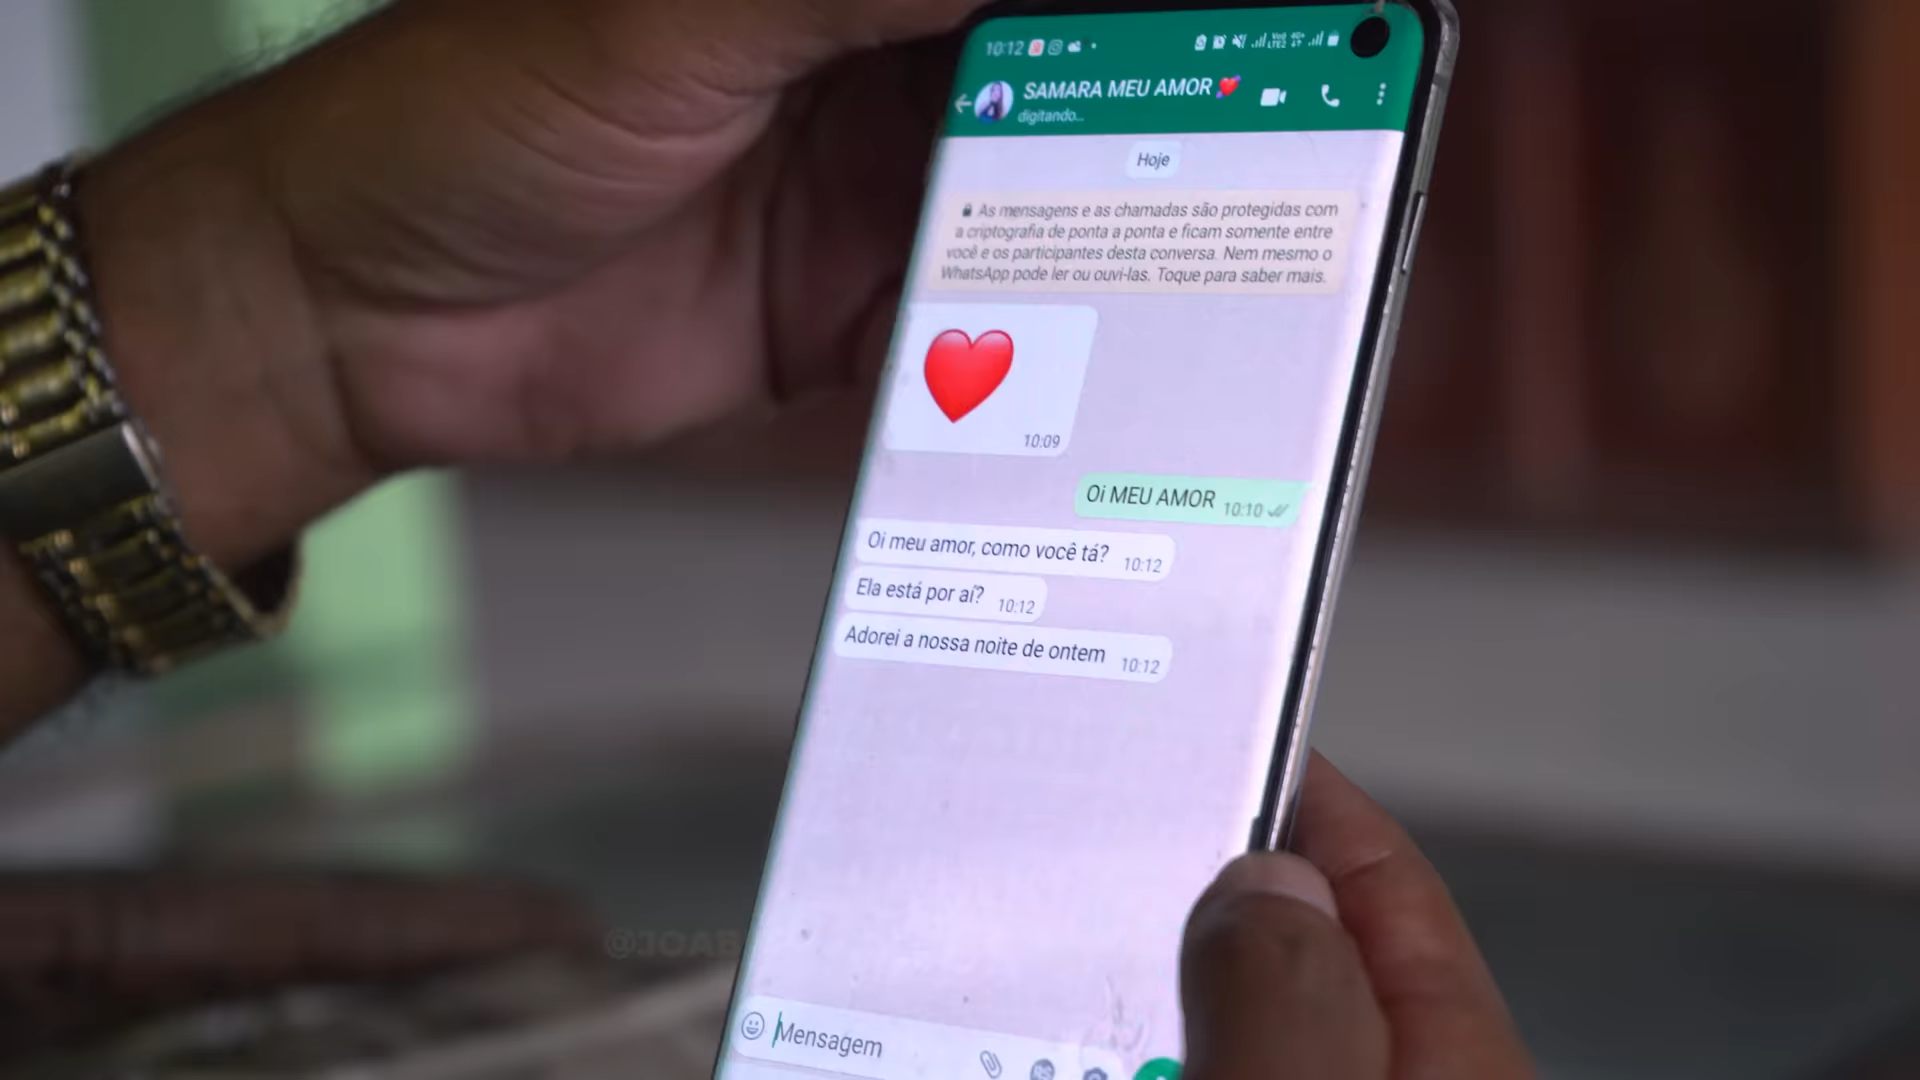 10:12
SAMARA MEU AMOR 💘
digitando...
Hoje
As mensagens e as chamadas são protegidas com
a criptografia de ponta a ponta e ficam somente entre
você e os participantes desta conversa. Nem mesmo o
WhatsApp pode ler ou ouvi-las. Toque para saber mais.
❤️
10:09
Oi MEU AMOR 10:10
Oi meu amor, como você tá? 10:12
Ela está por aí? 10:12
Adorei a nossa noite de ontem 10:12
Mensagem